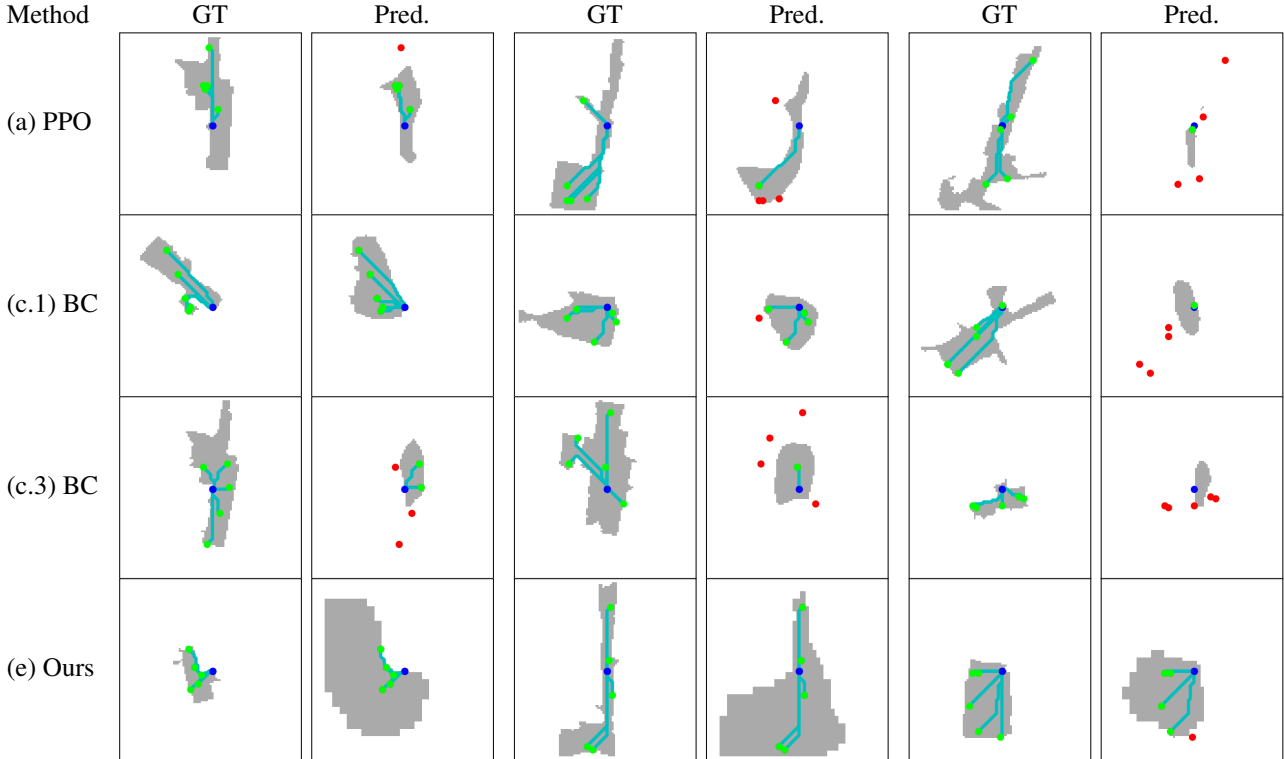 Method GT Pred. GT Pred. GT Pred.
(a) PPO
(c.1) BC
(c.3) BC
(e) Ours